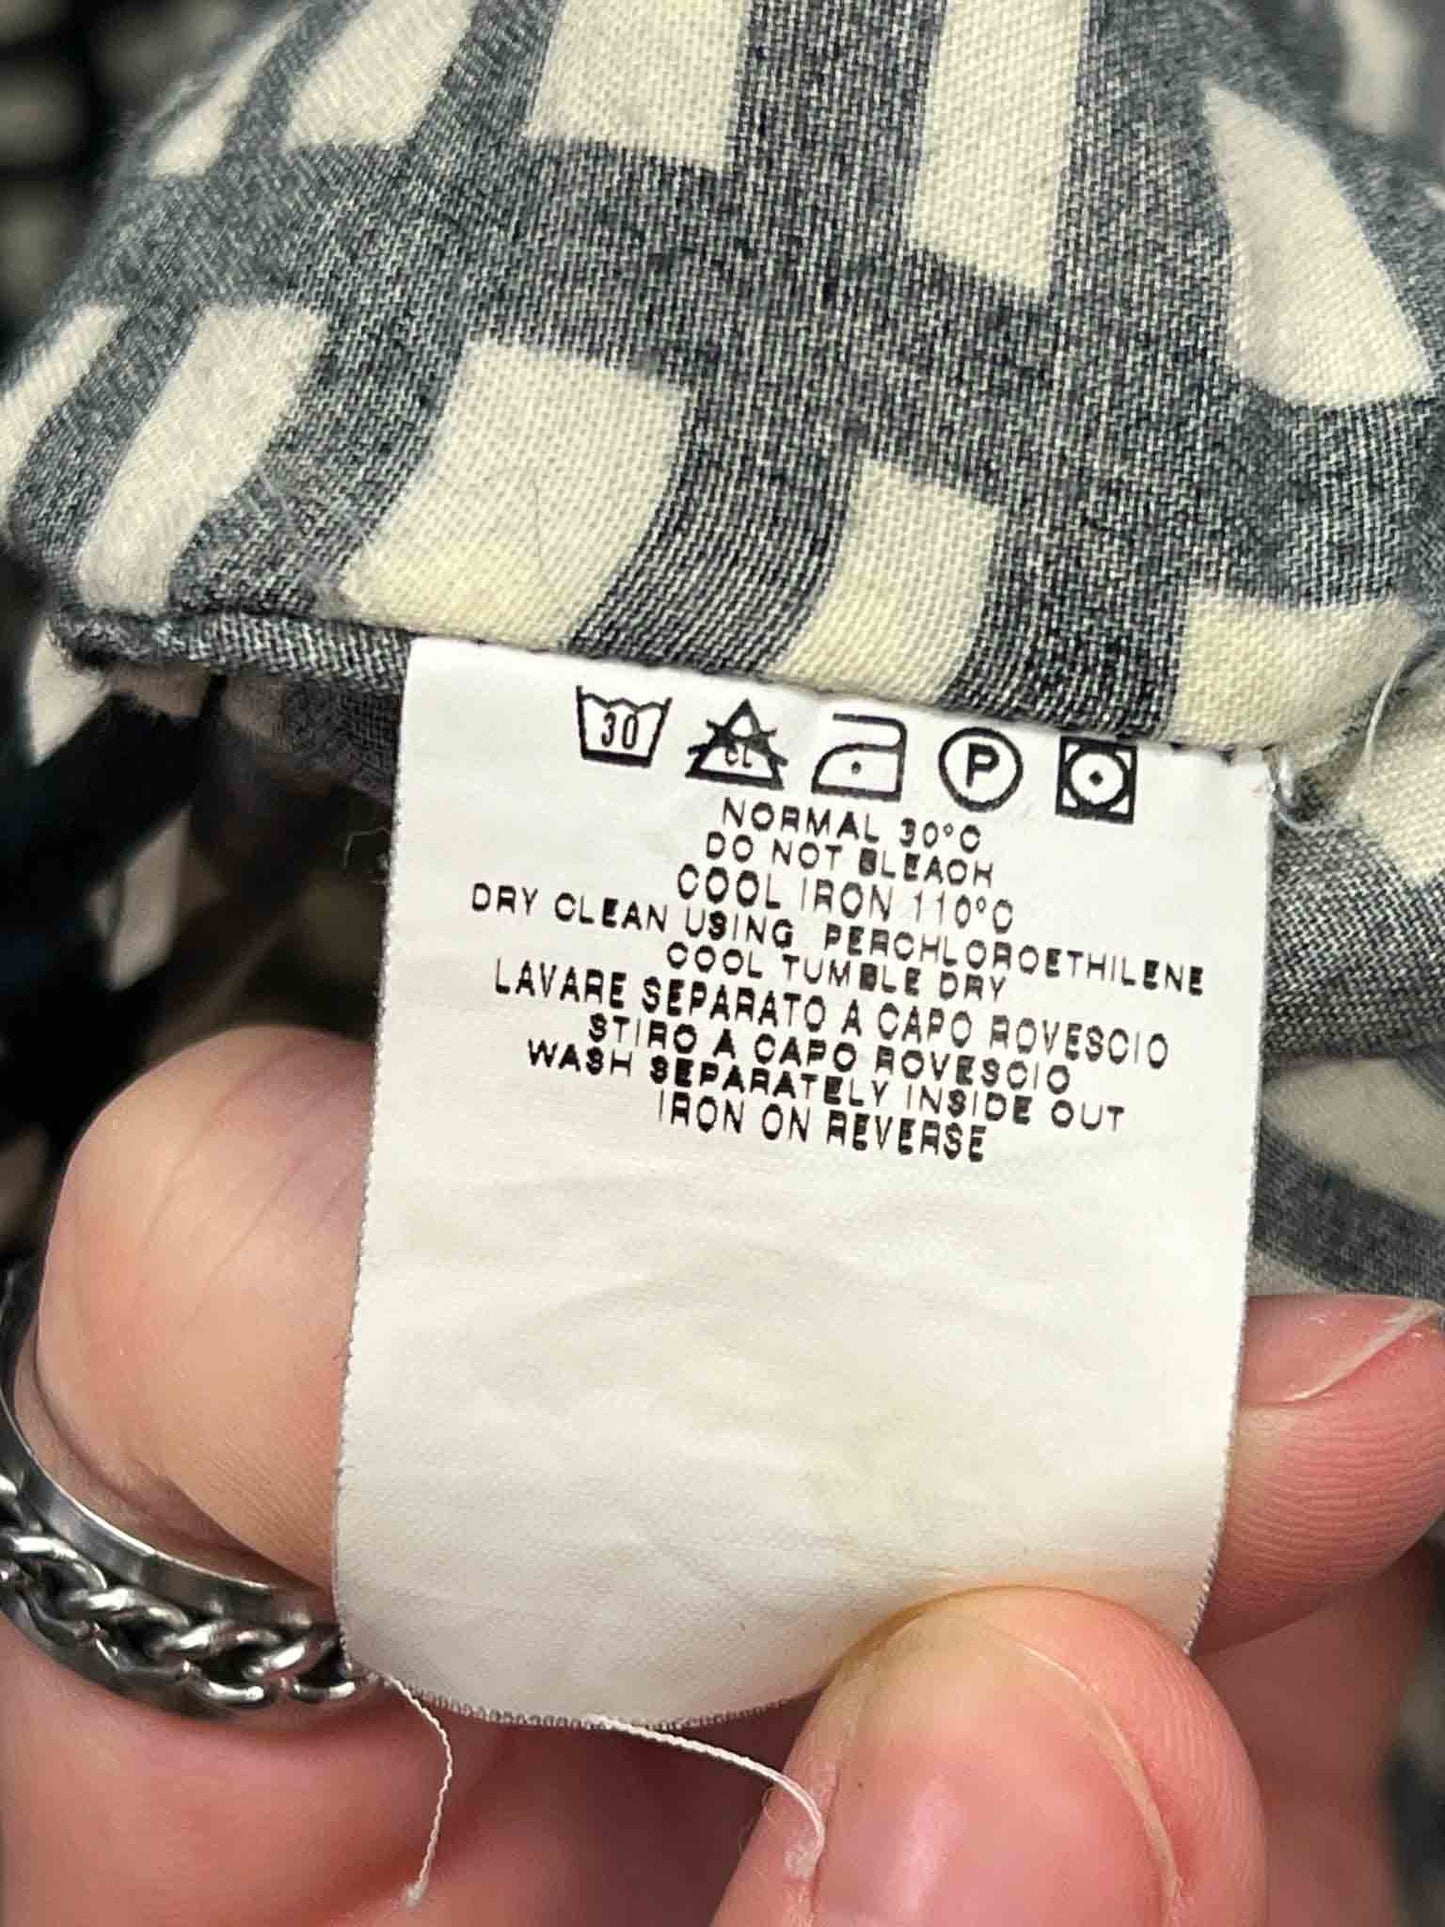 30 CL P
NORMAL 30°C
DO NOT BLEACH
COOL IRON 110°C
DRY CLEAN USING PERCHLOROETHILENE
COOL TUMBLE DRY
LAVARE SEPARATO A CAPO ROVESCIO
STIRO A CAPO ROVESCIO
WASH SEPARATELY INSIDE OUT
IRON ON REVERSE